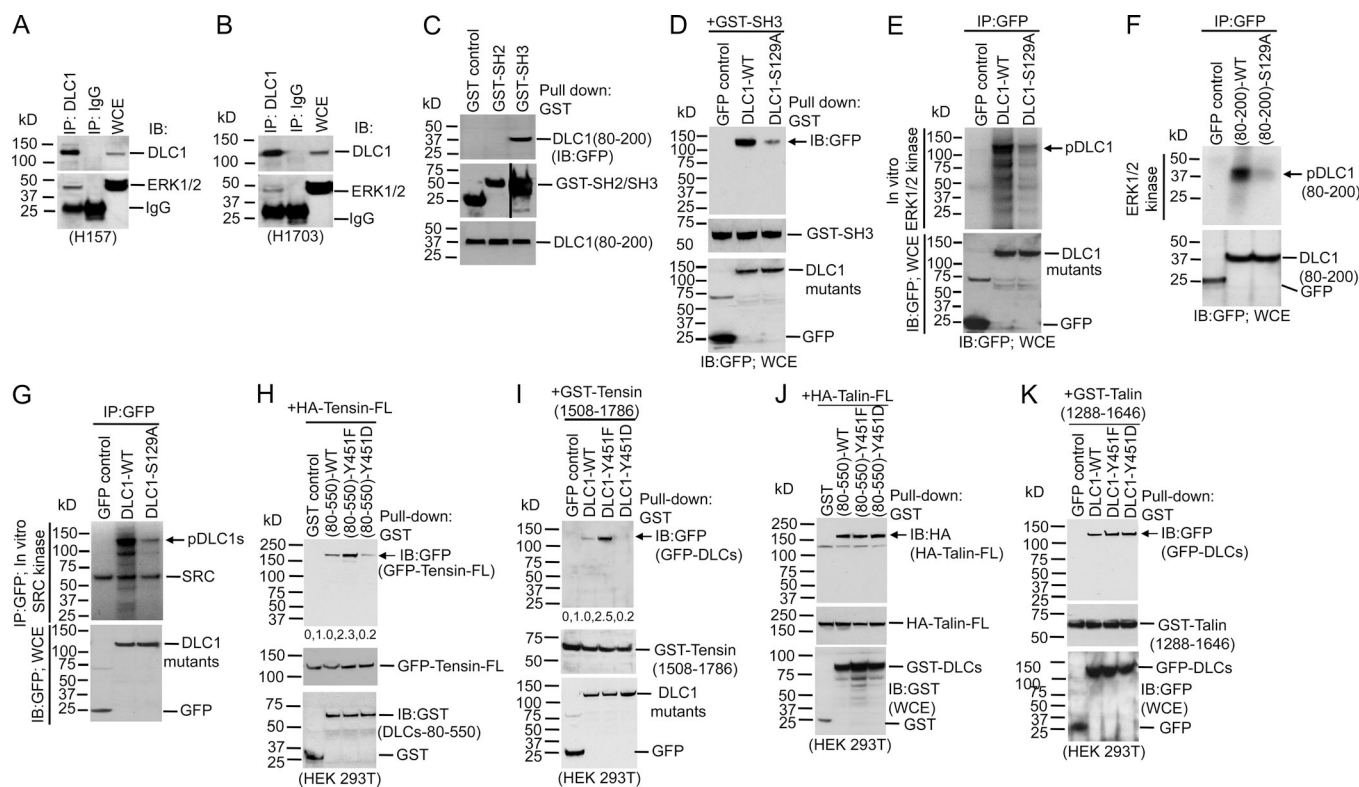 A
kD
IP: DLC1
IP: IgG
WCE
IB:
150
100
DLC1
50
37
25
ERK1/2
IgG
(H157)
B
kD
IP: DLC1
IP: IgG
WCE
IB:
150
100
DLC1
50
37
25
ERK1/2
IgG
(H1703)
C
GST control
GST-SH2
GST-SH3
Pull down:
GST
kD
50
37
25
DLC1(80-200)
(IB:GFP)
50
37
25
GST-SH2/SH3
50
37
25
DLC1(80-200)
D
+GST-SH3
GFP control
DLC1-WT
DLC1-S129A
Pull down:
GST
kD
150
100
75
50
37
25
IB:GFP
75
50
GST-SH3
150
100
75
50
37
25
DLC1
mutants
GFP
IB:GFP; WCE
E
IP:GFP
GFP control
DLC1-WT
DLC1-S129A
kD
In vitro
ERK1/2 kinase
150
100
75
50
37
25
pDLC1
IB:GFP; WCE
150
100
75
50
37
25
DLC1
mutants
GFP
IB:GFP; WCE
F
IP:GFP
GFP control
(80-200)-WT
(80-200)-S129A
kD
ERK1/2
kinase
50
37
25
pDLC1
(80-200)
50
37
25
DLC1
(80-200)
GFP
IB:GFP; WCE
G
IP:GFP
GFP control
DLC1-WT
DLC1-S129A
kD
IP:GFP; In vitro
SRC kinase
150
100
75
50
37
25
pDLC1s
SRC
IB:GFP; WCE
150
100
75
50
37
25
DLC1
mutants
GFP
H
+HA-Tensin-FL
GST control
(80-550)-WT
(80-550)-Y451F
(80-550)-Y451D
Pull-down:
GST
kD
250
150
100
75
50
37
IB:GFP
(GFP-Tensin-FL)
0,1.0,2.3,0.2
150
100
GFP-Tensin-FL
100
75
50
37
25
IB:GST
(DLCs-80-550)
GST
(HEK 293T)
I
+GST-Tensin
(1508-1786)
GFP control
DLC1-WT
DLC1-Y451F
DLC1-Y451D
Pull-down:
GST
kD
150
100
75
50
37
25
IB:GFP
(GFP-DLCs)
0,1.0,2.5,0.2
75
50
GST-Tensin
(1508-1786)
150
100
75
50
37
25
DLC1
mutants
GFP
(HEK 293T)
J
+HA-Talin-FL
GST
(80-550)-WT
(80-550)-Y451F
(80-550)-Y451D
Pull-down:
GST
kD
250
150
100
75
50
37
IB:HA
(HA-Talin-FL)
250
150
HA-Talin-FL
100
75
50
37
25
GST-DLCs
IB:GST
(WCE)
GST
(HEK 293T)
K
+GST-Talin
(1288-1646)
GFP control
DLC1-WT
DLC1-Y451F
DLC1-Y451D
Pull-down:
GST
kD
150
100
75
50
37
25
IB:GFP
(GFP-DLCs)
75
50
GST-Talin
(1288-1646)
150
100
75
50
37
25
GFP-DLCs
IB:GFP
(WCE)
GFP
(HEK 293T)